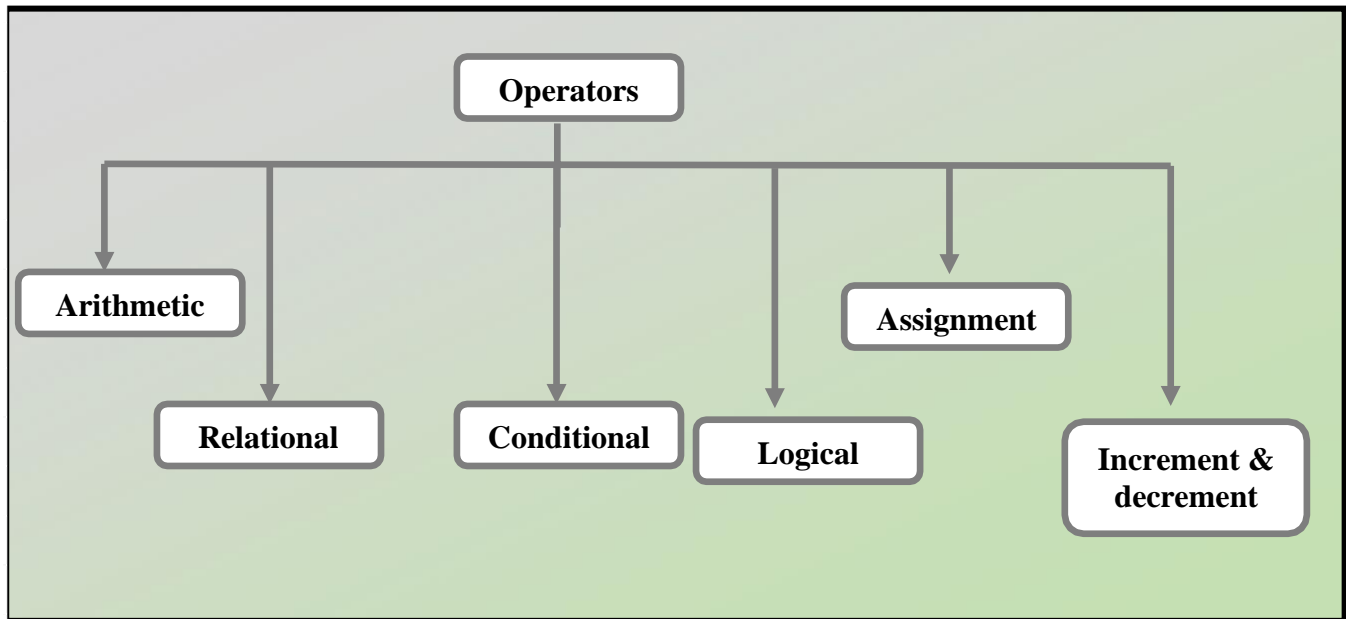 Operators
Arithmetic
Assignment
Relational
Conditional
Logical
Increment &
decrement